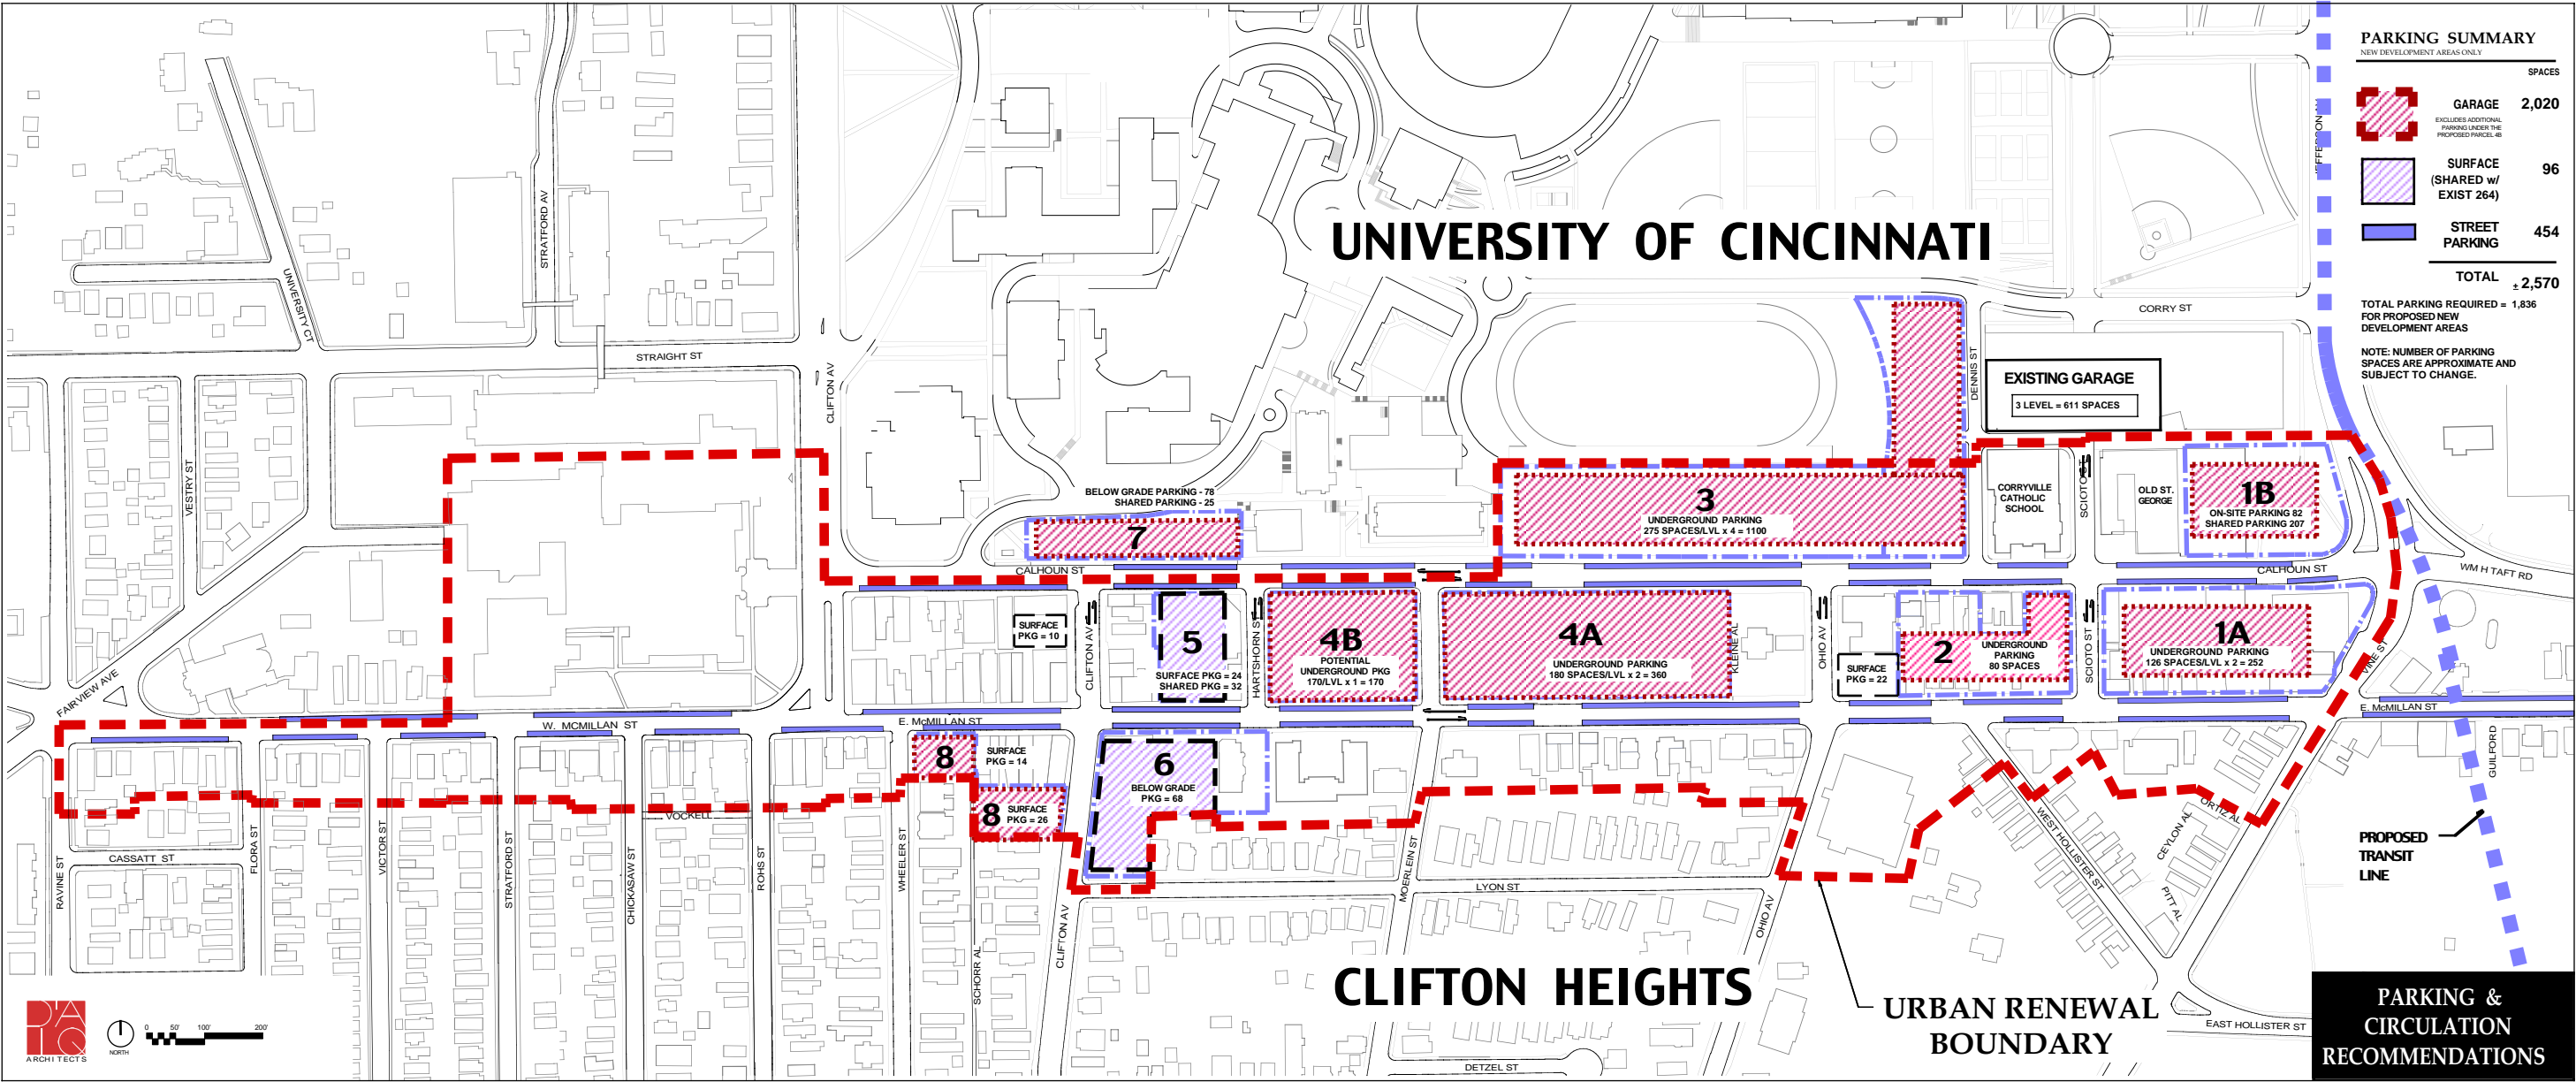 UNIVERSITY OF CINCINNATI
CLIFTON HEIGHTS
URBAN RENEWAL
BOUNDARY
PARKING SUMMARY
NEW DEVELOPMENT AREAS ONLY
SPACES
GARAGE 2,020
EXCLUDES ADDITIONAL
PARKING UNDER THE
PROPOSED PARCEL 4B
SURFACE 96
(SHARED w/
EXIST 264)
STREET 454
PARKING
TOTAL ± 2,570
TOTAL PARKING REQUIRED = 1,836
FOR PROPOSED NEW
DEVELOPMENT AREAS
NOTE: NUMBER OF PARKING
SPACES ARE APPROXIMATE AND
SUBJECT TO CHANGE.
UNIVERSITY CT
STRATFORD AV
STRAIGHT ST
CLIFTON AV
VESTRY ST
FAIRVIEW AVE
CORRY ST
DENNIS ST
EXISTING GARAGE
3 LEVEL = 611 SPACES
BELOW GRADE PARKING - 78
SHARED PARKING - 25
7
3
UNDERGROUND PARKING
275 SPACES/LVL x 4 = 1100
CORRYVILLE
CATHOLIC
SCHOOL
SCIOTO ST
OLD ST.
GEORGE
1B
ON-SITE PARKING 82
SHARED PARKING 207
CALHOUN ST
CALHOUN ST
WM H TAFT RD
SURFACE
PKG = 10
CLIFTON AV
5
SURFACE PKG = 24
SHARED PKG = 32
HARTSHORN ST
4B
POTENTIAL
UNDERGROUND PKG
170/LVL x 1 = 170
4A
UNDERGROUND PARKING
180 SPACES/LVL x 2 = 360
KLEINE AL
OHIO AV
SURFACE
PKG = 22
2
UNDERGROUND
PARKING
80 SPACES
SCIOTO ST
1A
UNDERGROUND PARKING
126 SPACES/LVL x 2 = 252
VINE ST
W. MCMILLAN ST
E. McMILLAN ST
E. McMILLAN ST
8
SURFACE
PKG = 14
8
SURFACE
PKG = 26
6
BELOW GRADE
PKG = 68
VOCKELL
CASSATT ST
RAVINE ST
FLORA ST
VICTOR ST
STRATFORD ST
CHICKASAW ST
ROHS ST
WHEELER ST
SCHORR AL
CLIFTON AV
MOERLEIN ST
LYON ST
OHIO AV
WEST HOLLISTER ST
CEYLON AL
PITT AL
ORTIZ AL
GUILFORD
PROPOSED
TRANSIT
LINE
EAST HOLLISTER ST
DETZEL ST
D'ALQ
ARCHITECTS
NORTH
0 50' 100' 200'
PARKING &
CIRCULATION
RECOMMENDATIONS